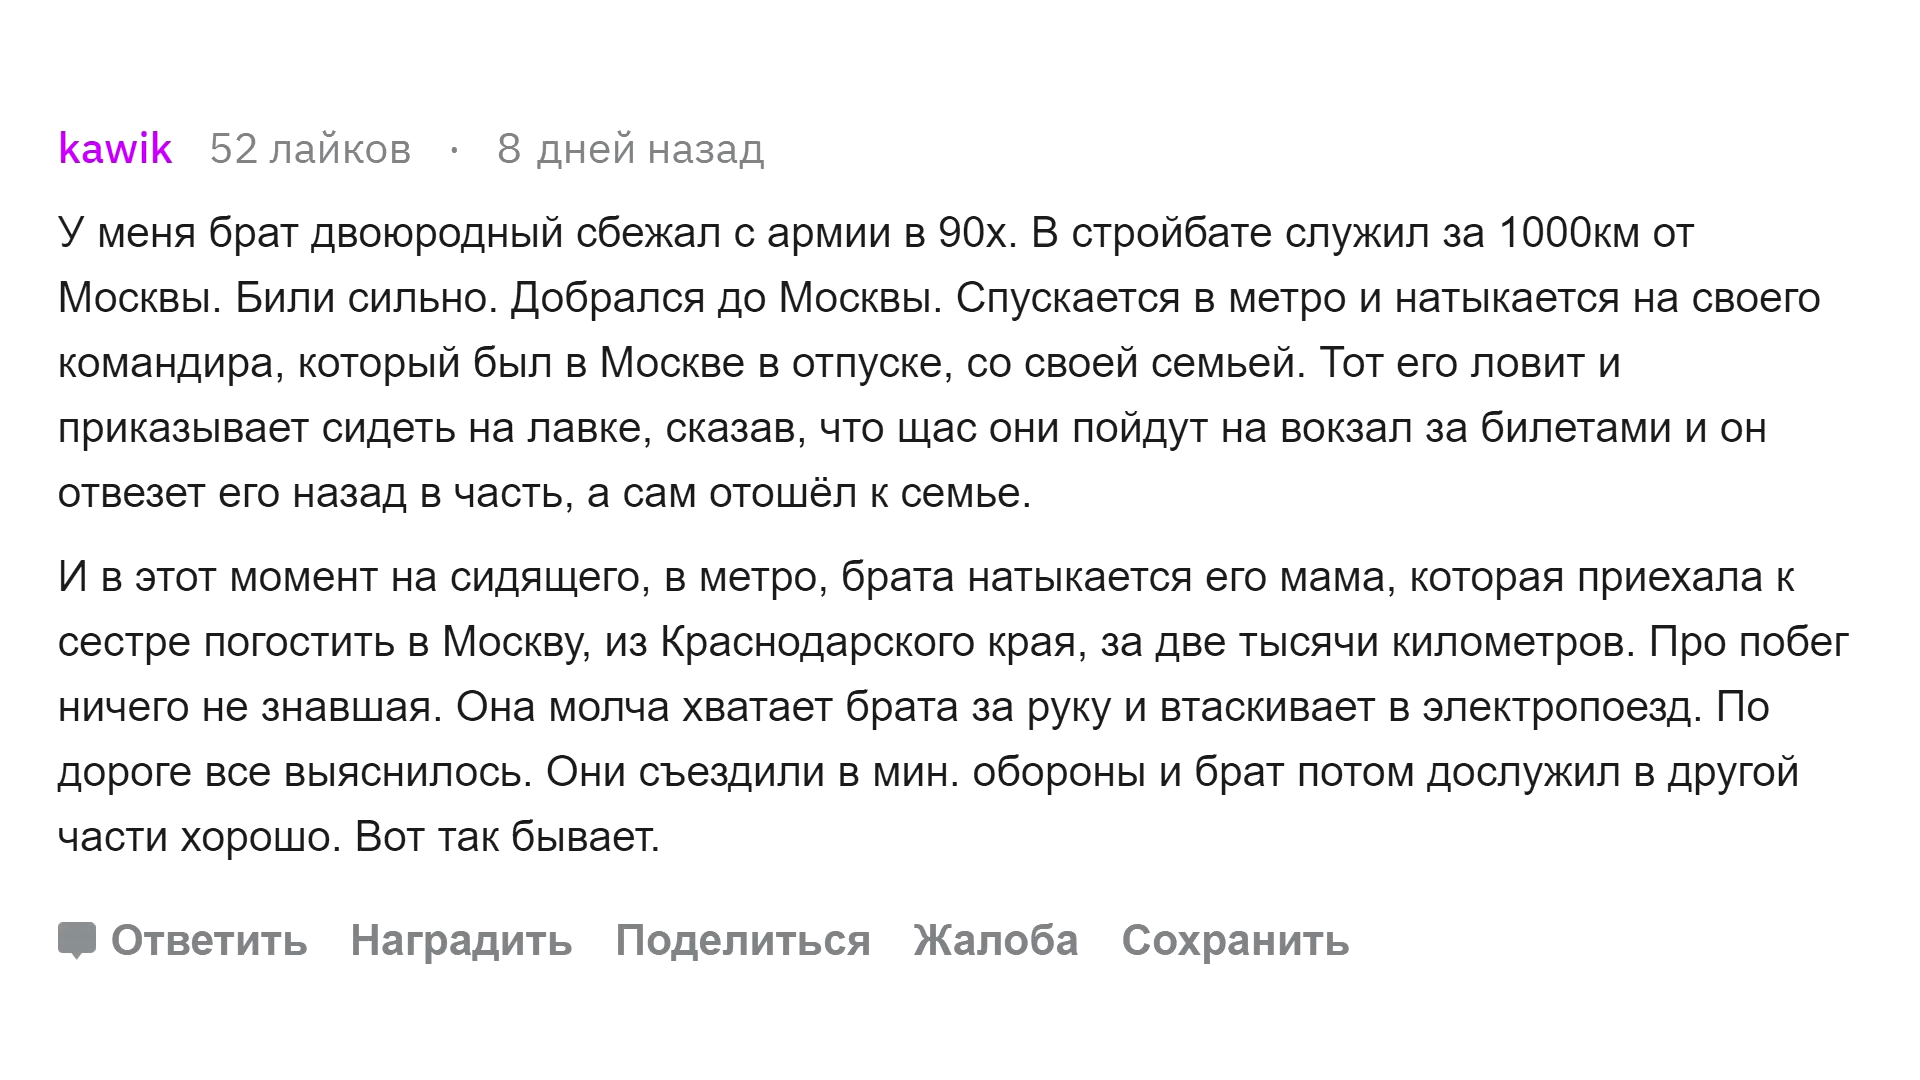 kawik 52 лайков · 8 дней назад
У меня брат двоюродный сбежал с армии в 90х. В стройбате служил за 1000км от
Москвы. Били сильно. Добрался до Москвы. Спускается в метро и натыкается на своего
командира, который был в Москве в отпуске, со своей семьей. Тот его ловит и
приказывает сидеть на лавке, сказав, что щас они пойдут на вокзал за билетами и он
отвезет его назад в часть, а сам отошёл к семье.
И в этот момент на сидящего, в метро, брата натыкается его мама, которая приехала к
сестре погостить в Москву, из Краснодарского края, за две тысячи километров. Про побег
ничего не знавшая. Она молча хватает брата за руку и втаскивает в электропоезд. По
дороге все выяснилось. Они съездили в мин. обороны и брат потом дослужил в другой
части хорошо. Вот так бывает.
Ответить Наградить Поделиться Жалоба Сохранить